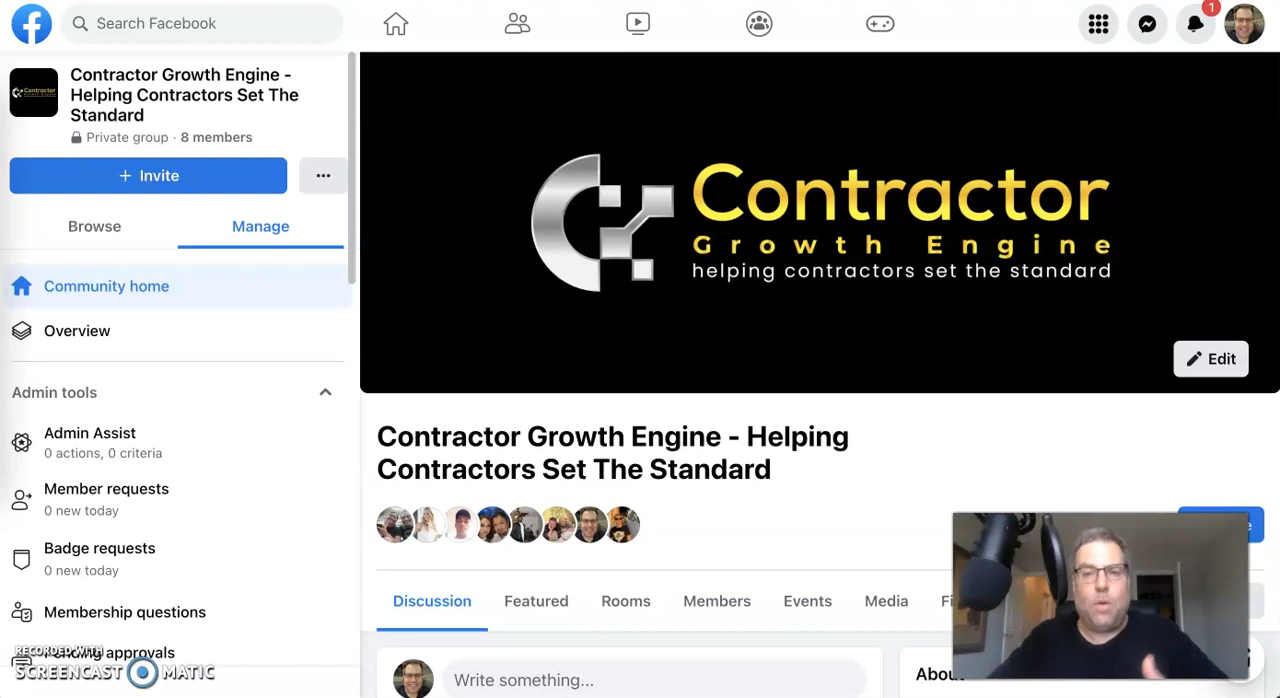 Search Facebook
1
Contractor Growth Engine -
Helping Contractors Set The
Standard
Private group · 8 members
+ Invite
...
Browse
Manage
Community home
Overview
Admin tools
Admin Assist
0 actions, 0 criteria
Member requests
0 new today
Badge requests
0 new today
Membership questions
Pending approvals
RECORDED WITH
SCREENCAST MATIC
Contractor
Growth Engine
helping contractors set the standard
Edit
Contractor Growth Engine - Helping
Contractors Set The Standard
Discussion
Featured
Rooms
Members
Events
Media
Write something...